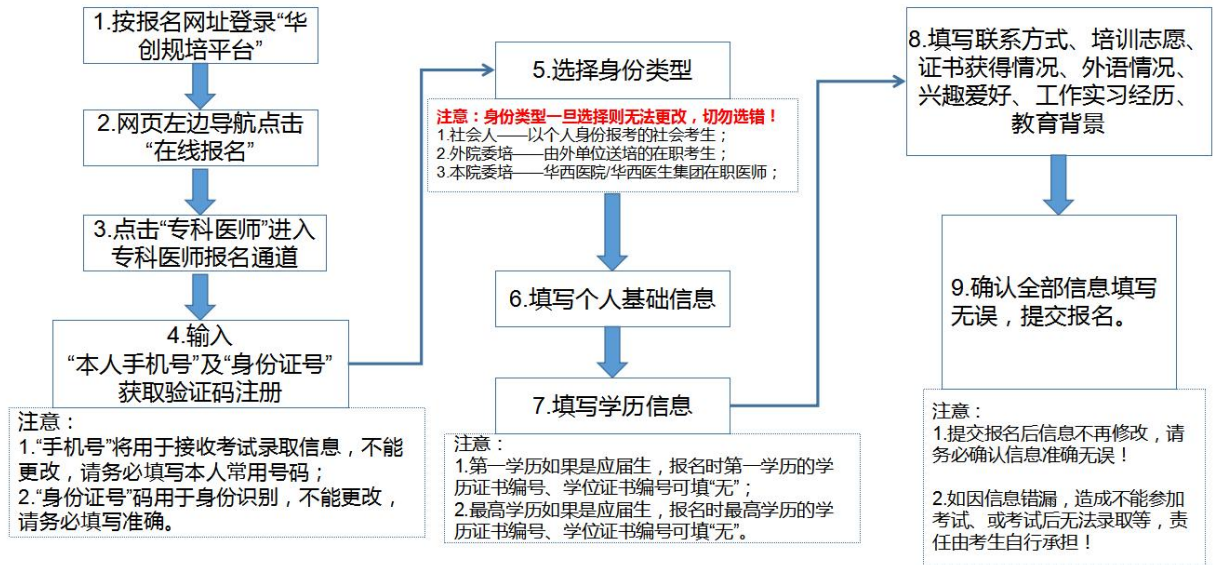 1.按报名网址登录“华
创规培平台”
2.网页左边导航点击
“在线报名”
3.点击“专科医师”进入
专科医师报名通道
4.输入
“本人手机号”及“身份证号”
获取验证码注册
注意：
1.“手机号”将用于接收考试录取信息，不能
更改，请务必填写本人常用号码；
2.“身份证号”码用于身份识别，不能更改，
请务必填写准确。
5.选择身份类型
注意：身份类型一旦选择则无法更改，切勿选错！
1.社会人——以个人身份报考的社会考生；
2.外院委培——由外单位送培的在职考生；
3.本院委培——华西医院/华西医生集团在职医师；
6.填写个人基础信息
7.填写学历信息
注意：
1.第一学历如果是应届生，报名时第一学历的学
历证书编号、学位证书编号可填“无”；
2.最高学历如果是应届生，报名时最高学历的学
历证书编号、学位证书编号可填“无”。
8.填写联系方式、培训志愿、
证书获得情况、外语情况、
兴趣爱好、工作实习经历、
教育背景
9.确认全部信息填写
无误，提交报名。
注意：
1.提交报名后信息不再修改，请
务必确认信息准确无误！
2.如因信息错漏，造成不能参加
考试、或考试后无法录取等，责
任由考生自行承担！